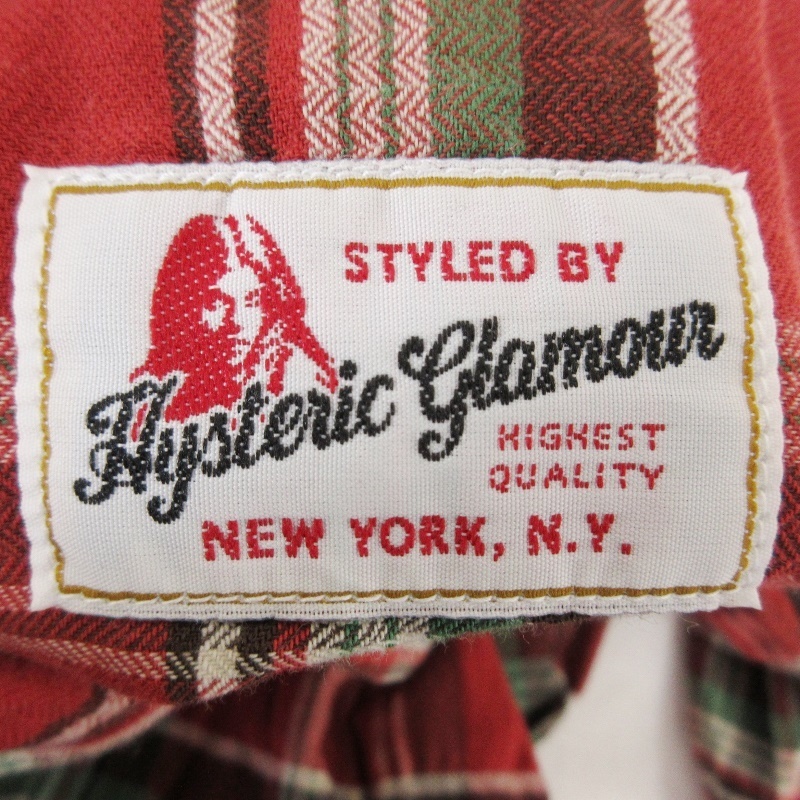 STYLED BY
Hysteric Glamour
HIGHEST
QUALITY
NEW YORK, N.Y.